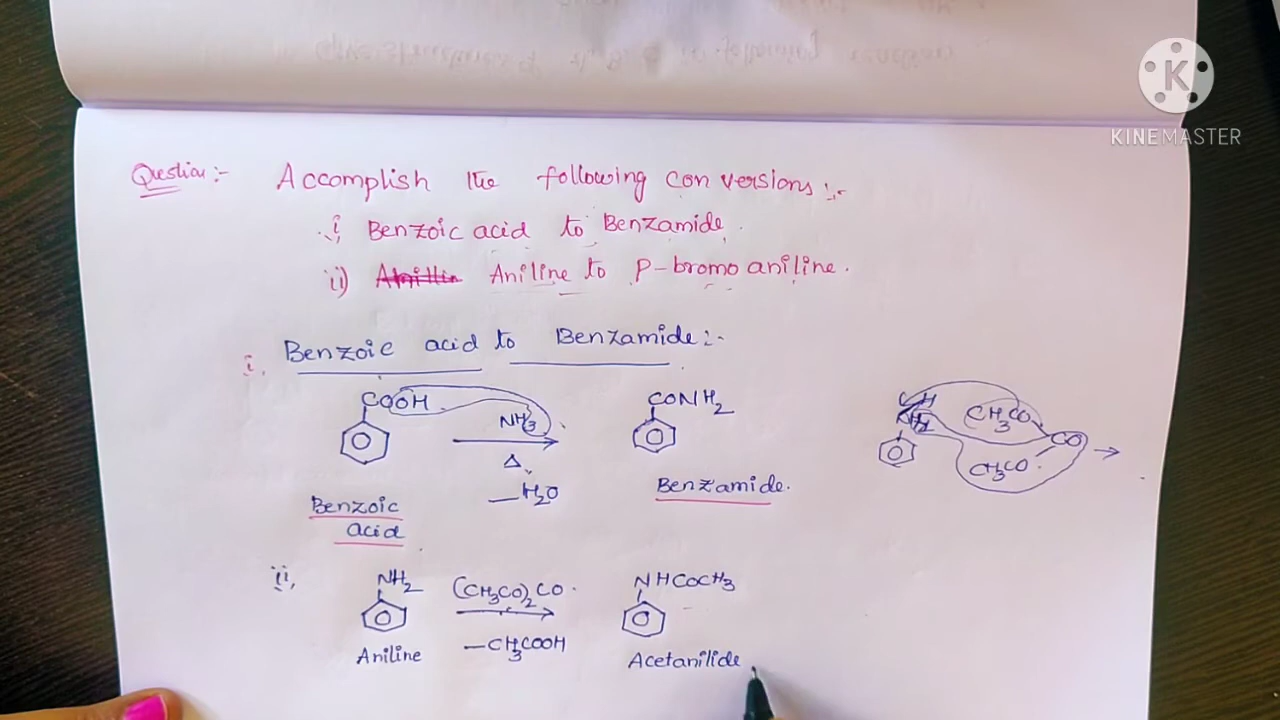 KINEMASTER
Question:- Accomplish the following conversions:-
i, Benzoic acid to Benzamide.
ii) Aniline to P-bromo aniline.
i. Benzoic acid to Benzamide:-
COOH NH3 CONH2
Δ
—H2O
Benzoic acid
Benzamide.
CH3CO
CO
CH3CO
ii, NH2 (CH3CO)2CO NHCOCH3
—CH3COOH
Aniline
Acetanilide